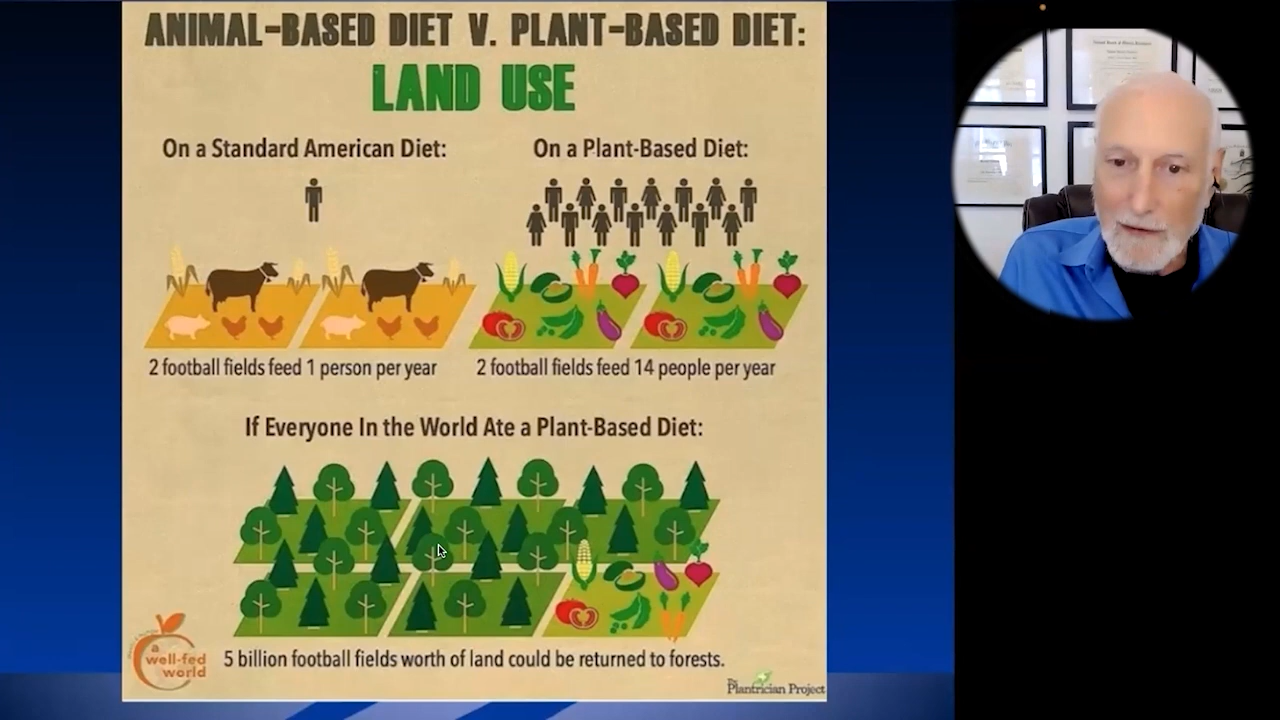 ANIMAL-BASED DIET V. PLANT-BASED DIET:
LAND USE
On a Standard American Diet:
On a Plant-Based Diet:
2 football fields feed 1 person per year
2 football fields feed 14 people per year
If Everyone In the World Ate a Plant-Based Diet:
5 billion football fields worth of land could be returned to forests.
a
well-fed
world
The
Plantrician Project